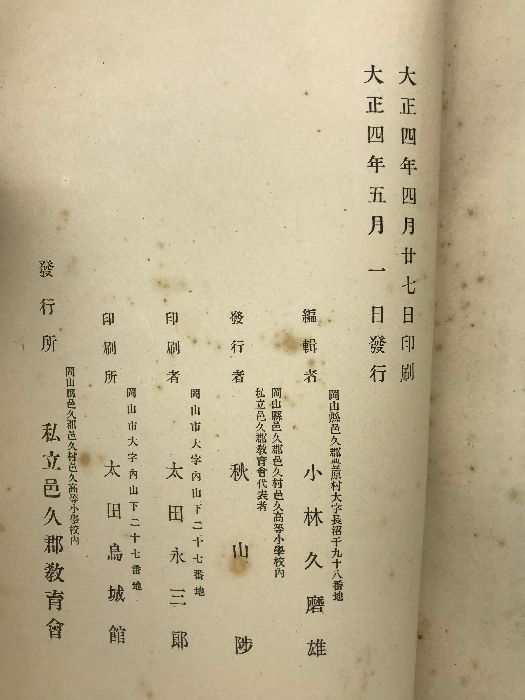 大正四年四月廿七日印刷
大正四年五月一日發行
岡山縣邑久郡豊原村大字長沼千九十八番地
編輯者 小林久磨雄
岡山縣邑久郡邑久村邑久高等小學校內
私立邑久郡敎育會代表者
發行者 秋山陟
岡山市大字內山下二十七番地
印刷者 太田永三郎
岡山市大字內山下二十七番地
印刷所 太田烏城館
岡山縣邑久郡邑久村邑久高等小學校內
發行所 私立邑久郡敎育會